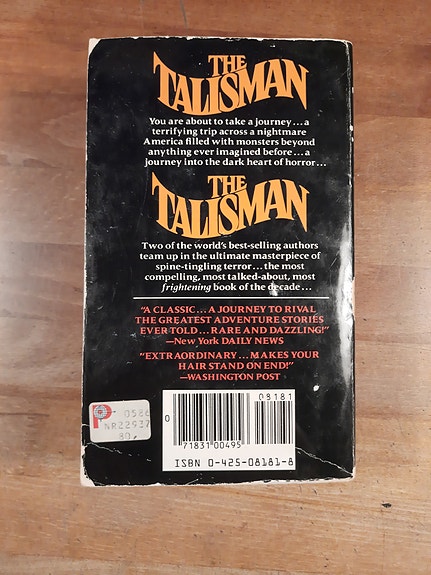 THE
TALISMAN
You are about to take a journey...a
terrifying trip across a nightmare
America filled with monsters beyond
anything ever imagined before...a
journey into the dark heart of horror...
THE
TALISMAN
Two of the world's best-selling authors
team up in the ultimate masterpiece of
spine-tingling terror...the most
compelling, most talked-about, most
frightening book of the decade...
"A CLASSIC...A JOURNEY TO RIVAL
THE GREATEST ADVENTURE STORIES
EVER TOLD...RARE AND DAZZLING!"
—New York DAILY NEWS
"EXTRAORDINARY...MAKES YOUR
HAIR STAND ON END!"
—WASHINGTON POST
P- 0586
NR22937
80,
08181
0
71831 00495
ISBN 0-425-08181-8